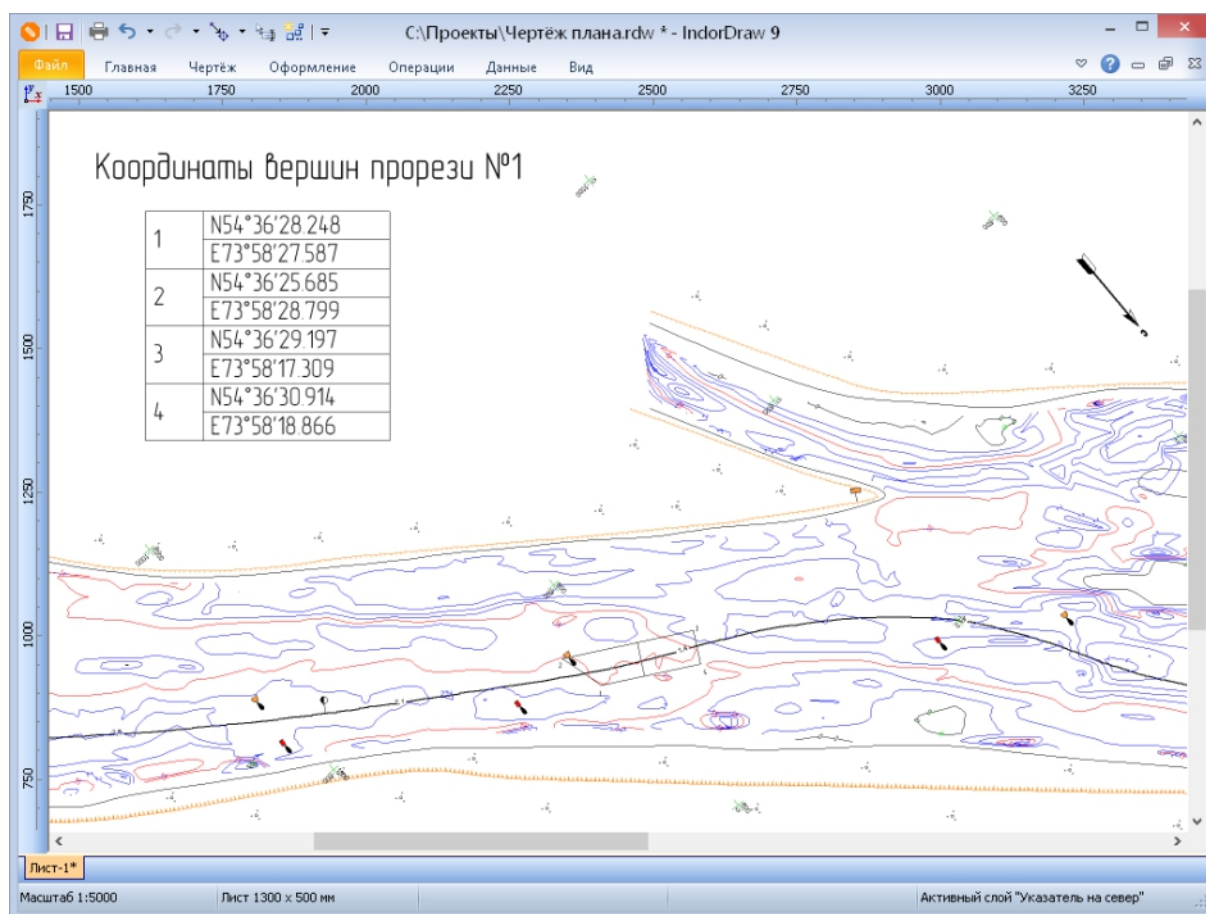 C:\Проекты\Чертёж плана.rdw * - IndorDraw 9
Файл Главная Чертёж Оформление Операции Данные Вид
1500 1750 2000 2250 2500 2750 3000 3250
1750
1500
1250
1000
750
Координаты вершин прорези №1
1
N54°36'28.248
E73°58'27.587
2
N54°36'25.685
E73°58'28.799
3
N54°36'29.197
E73°58'17.309
4
N54°36'30.914
E73°58'18.866
Лист-1*
Масштаб 1:5000 Лист 1300 x 500 мм Активный слой "Указатель на север"